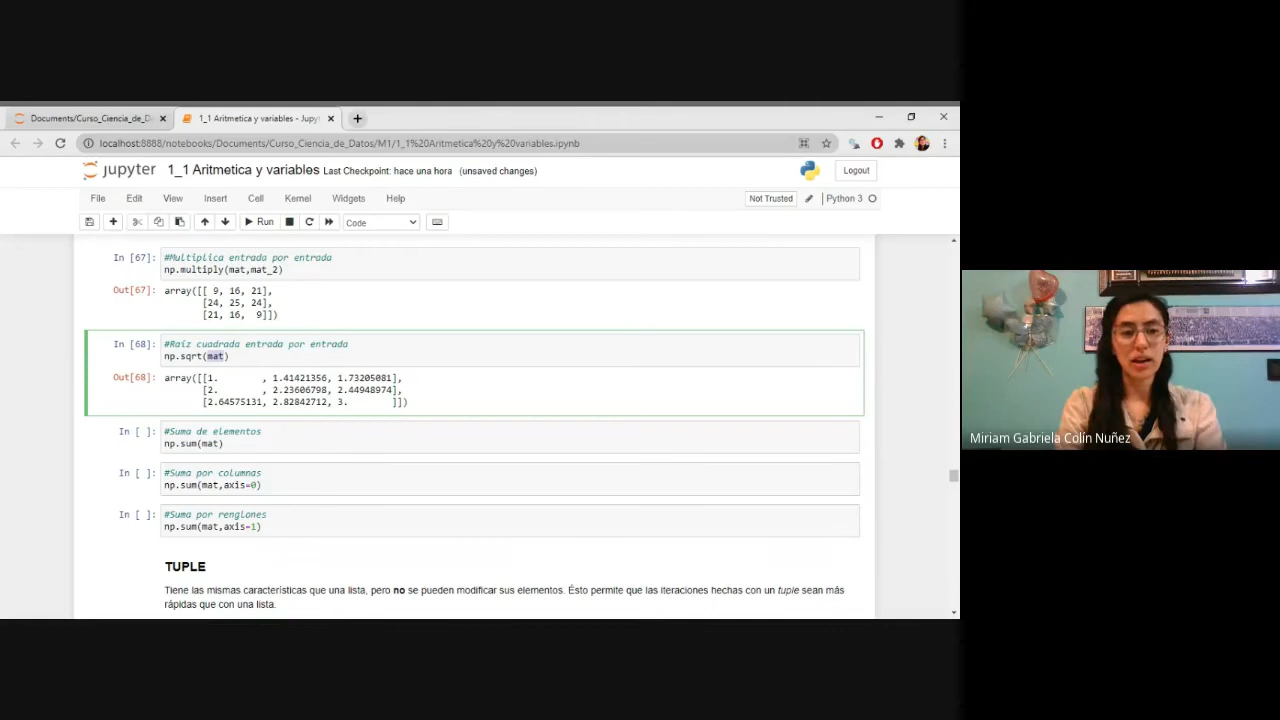 Documents/Curso_Ciencia_de_Da
1_1 Aritmetica y variables - Jupyt
localhost:8888/notebooks/Documents/Curso_Ciencia_de_Datos/M1/1_1%20Aritmetica%20y%20variables.ipynb
jupyter 1_1 Aritmetica y variables Last Checkpoint: hace una hora (unsaved changes)
Logout
File Edit View Insert Cell Kernel Widgets Help
Not Trusted
Python 3
Run
Code
In [67]: #Multiplica entrada por entrada
np.multiply(mat,mat_2)
Out[67]: array([[ 9, 16, 21],
[24, 25, 24],
[21, 16, 9]])
In [68]: #Raíz cuadrada entrada por entrada
np.sqrt(mat)
Out[68]: array([[1. , 1.41421356, 1.73205081],
[2. , 2.23606798, 2.44948974],
[2.64575131, 2.82842712, 3. ]])
In [ ]: #Suma de elementos
np.sum(mat)
In [ ]: #Suma por columnas
np.sum(mat,axis=0)
In [ ]: #Suma por renglones
np.sum(mat,axis=1)
TUPLE
Tiene las mismas características que una lista, pero no se pueden modificar sus elementos. Ésto permite que las iteraciones hechas con un tuple sean más
rápidas que con una lista.
Miriam Gabriela Colín Nuñez